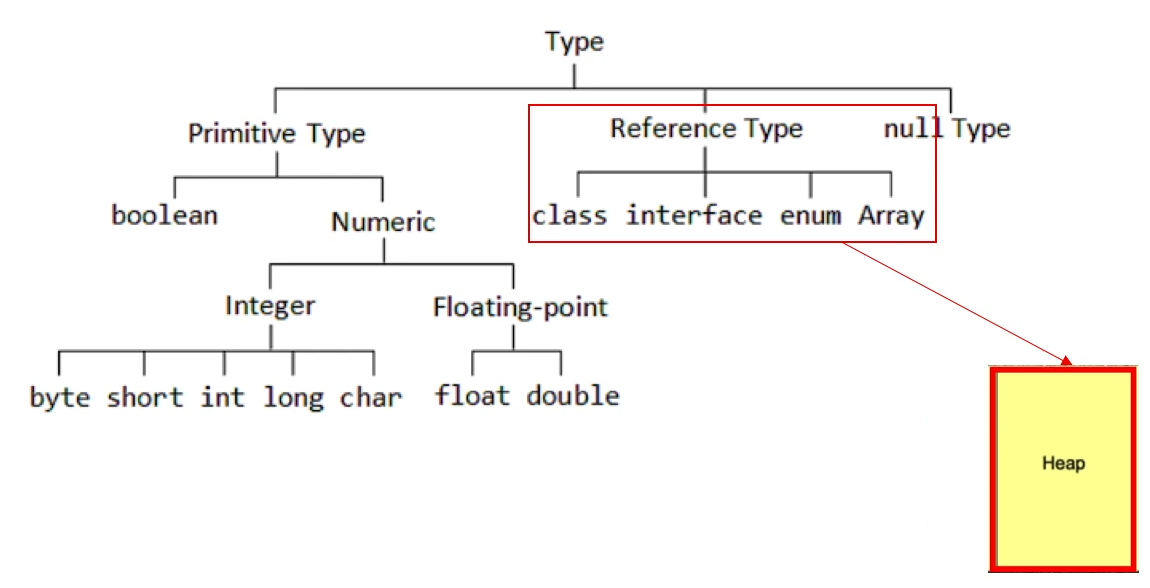 Type
Primitive Type
Reference Type
null Type
boolean
Numeric
class interface enum Array
Integer
Floating-point
byte short int long char
float double
Heap